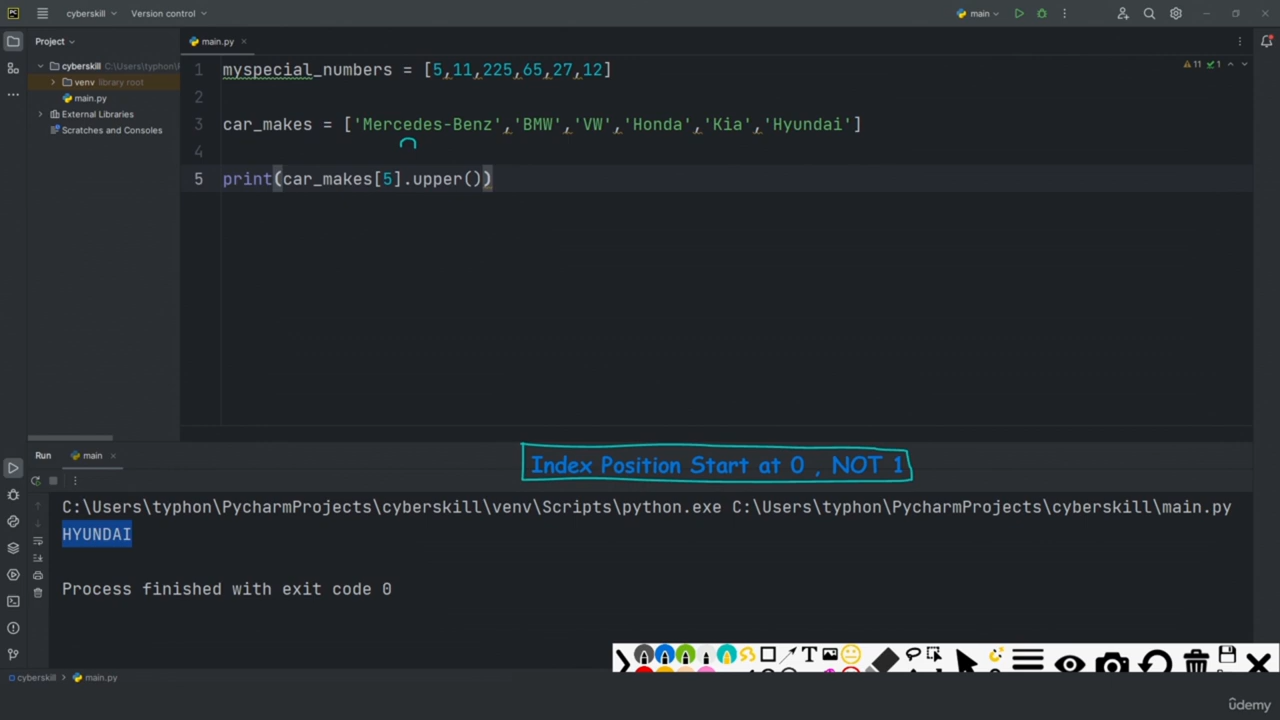 PC cyberskill Version control main
Project
main.py
cyberskill C:\Users\typhon\
venv library root
main.py
External Libraries
Scratches and Consoles
11 1
1 myspecial_numbers = [5,11,225,65,27,12]
2
3 car_makes = ['Mercedes-Benz','BMW','VW','Honda','Kia','Hyundai']
4
5 print(car_makes[5].upper())
Run main
Index Position Start at 0 , NOT 1
C:\Users\typhon\PycharmProjects\cyberskill\venv\Scripts\python.exe C:\Users\typhon\PycharmProjects\cyberskill\main.py
HYUNDAI
Process finished with exit code 0
T
cyberskill > main.py
ûdemy